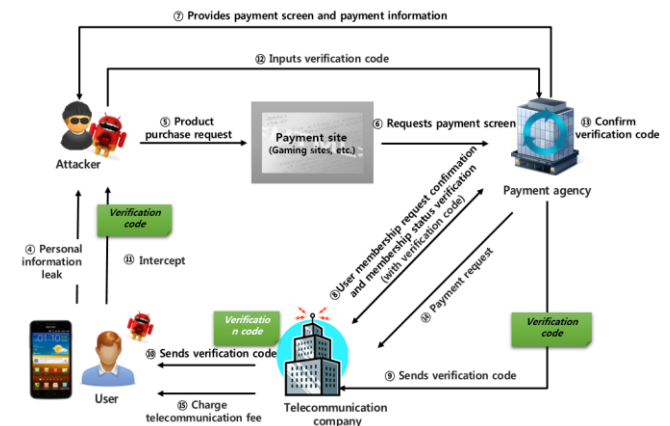 ⑦ Provides payment screen and payment information
⑫ Inputs verification code
⑤ Product
purchase request
Payment site
(Gaming sites, etc.)
⑥ Requests payment screen
⑬ Confirm
verification code
Attacker
Payment agency
Verification
code
④ Personal
information
leak
⑪ Intercept
⑧User membership request confirmation
and membership status verification
(with verification code)
⑭ Payment request
Verificatio
n code
Verification
code
⑩ Sends verification code
⑨ Sends verification code
User
⑮ Charge
telecommunication fee
Telecommunication
company